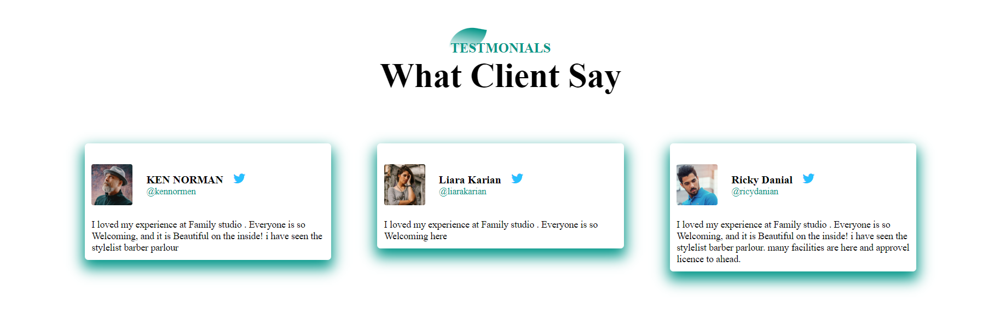 TESTMONIALS
What Client Say
KEN NORMAN
@kennormen
I loved my experience at Family studio . Everyone is so
Welcoming, and it is Beautiful on the inside! i have seen the
stylelist barber parlour
Liara Karian
@liarakarian
I loved my experience at Family studio . Everyone is so
Welcoming here
Ricky Danial
@ricydanian
I loved my experience at Family studio . Everyone is so
Welcoming, and it is Beautiful on the inside! i have seen the
stylelist barber parlour. many facilities are here and approvel
licence to ahead.